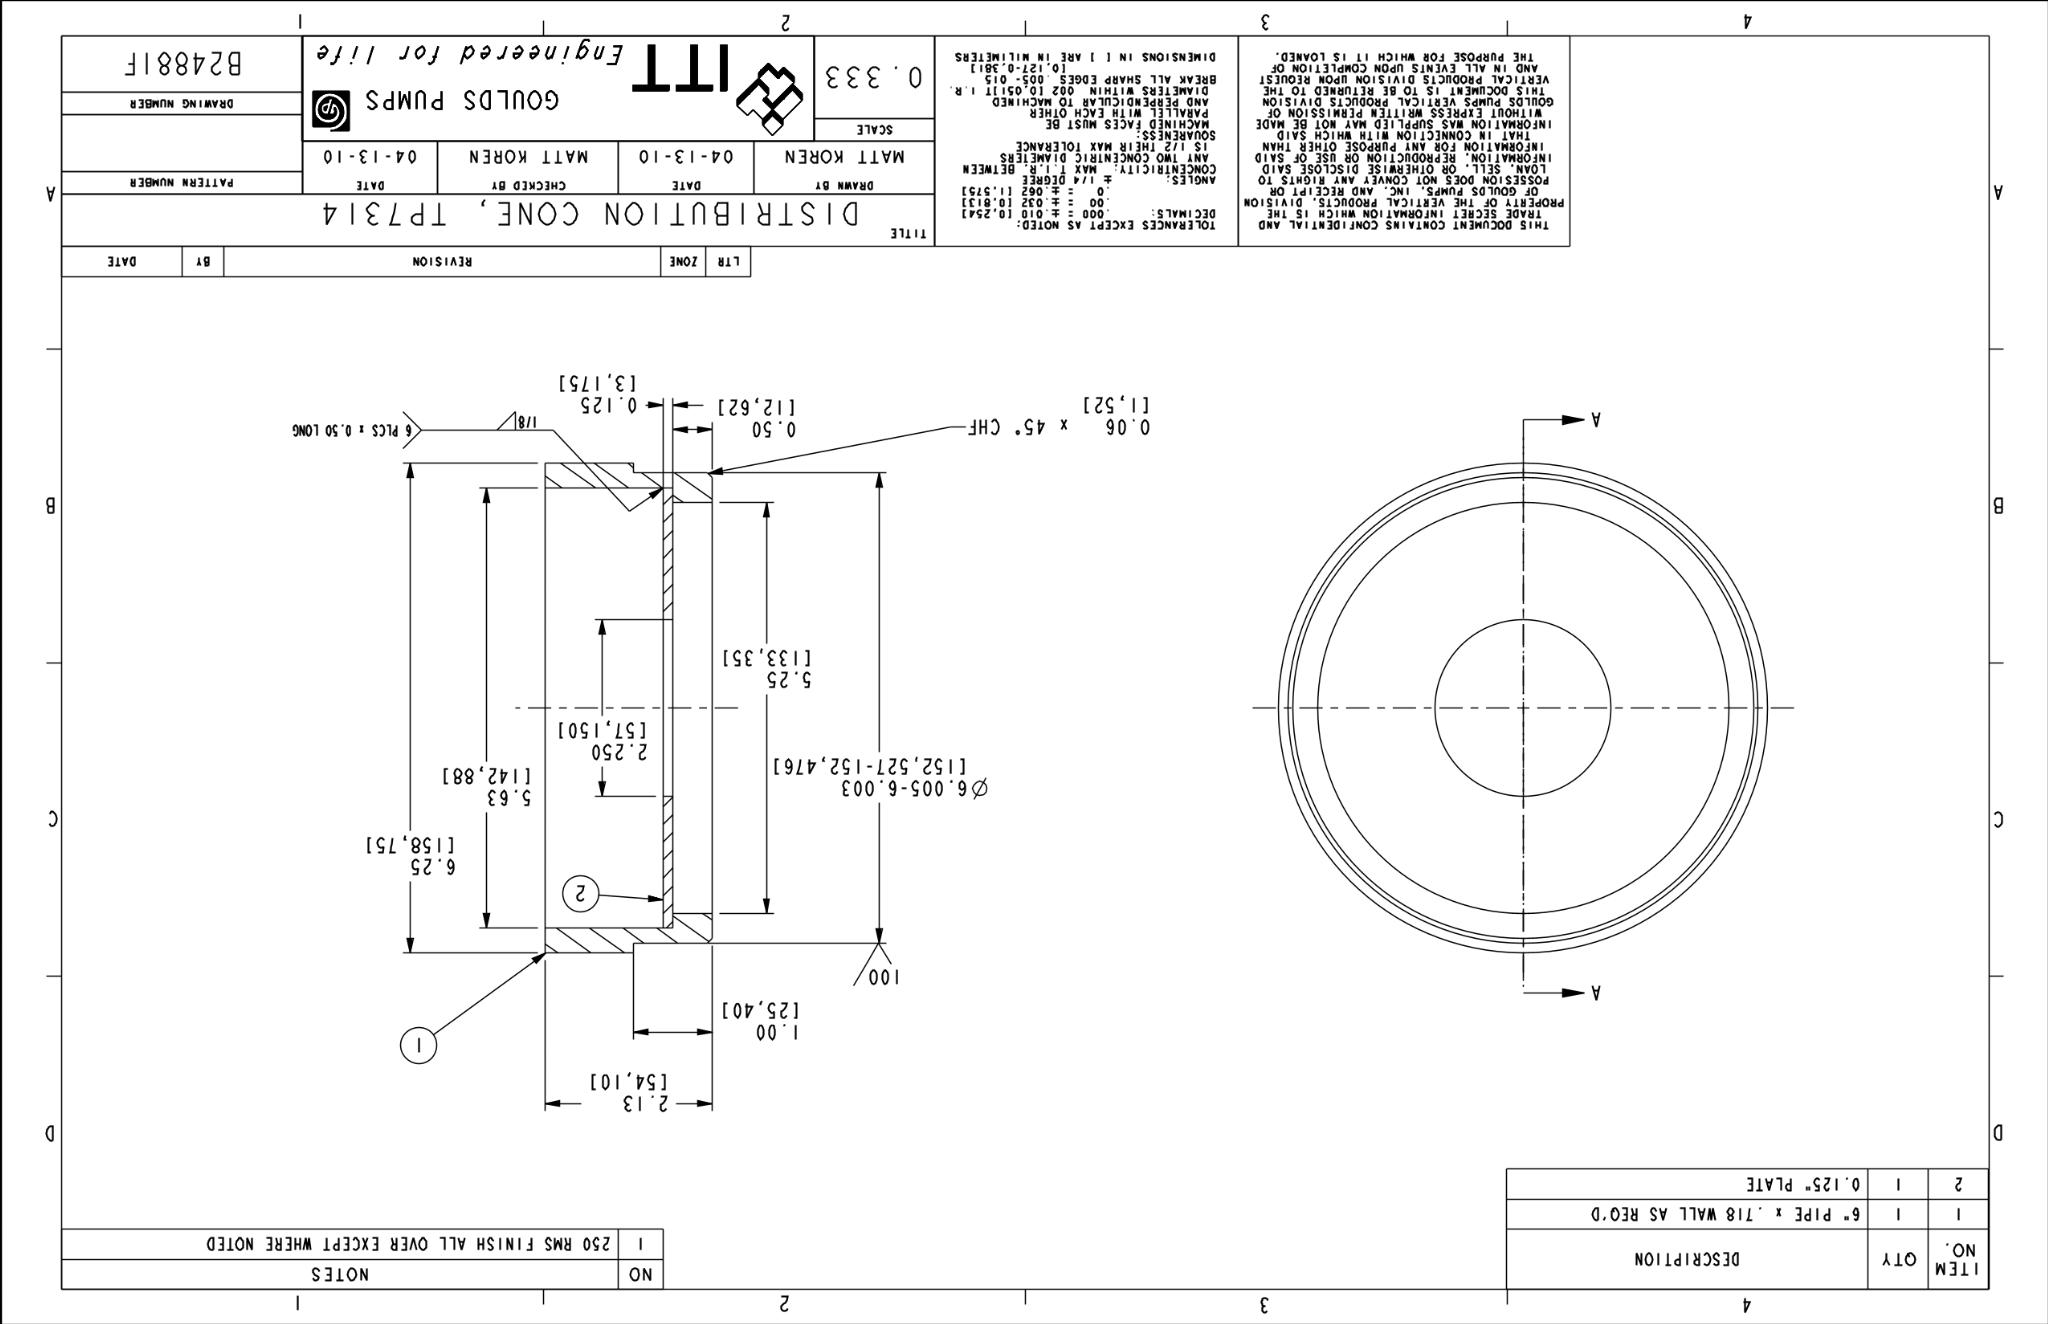 4 3 2 1
ITEM NO. QTY DESCRIPTION
1 1 6" PIPE x .718 WALL AS REQ'D
2 1 0.125" PLATE
NO NOTES
1 250 RMS FINISH ALL OVER EXCEPT WHERE NOTED
D D
2.13
[54,10]
1.00
[25,40]
1
A
100
2
6.25
[158,75]
C C
Ø 6.005-6.003
[152,527-152,476]
5.63
[142,88]
2.250
[57,150]
5.25
[133,35]
B B
A
0.06 x 45° CHF
[1,52]
0.50
[12,62]
0.125
[3,175]
1/8
6 PLCS x 0.50 LONG
LTR ZONE REVISION BY DATE
THIS DOCUMENT CONTAINS CONFIDENTIAL AND
TRADE SECRET INFORMATION WHICH IS THE
PROPERTY OF THE VERTICAL PRODUCTS, DIVISION
OF GOULDS PUMPS, INC. AND RECEIPT OR
POSSESSION DOES NOT CONVEY ANY RIGHTS TO
LOAN, SELL, OR OTHERWISE DISCLOSE SAID
INFORMATION. REPRODUCTION OR USE OF SAID
INFORMATION FOR ANY PURPOSE OTHER THAN
THAT IN CONNECTION WITH WHICH SAID
INFORMATION WAS SUPPLIED MAY NOT BE MADE
WITHOUT EXPRESS WRITTEN PERMISSION OF
GOULDS PUMPS VERTICAL PRODUCTS DIVISION
THIS DOCUMENT IS TO BE RETURNED TO THE
VERTICAL PRODUCTS DIVISION UPON REQUEST
AND IN ALL EVENTS UPON COMPLETION OF
THE PURPOSE FOR WHICH IT IS LOANED.
TOLERANCES EXCEPT AS NOTED:
DECIMALS: .000 = ±.010 [0,254]
.00 = ±.032 [0,813]
.0 = ±.062 [1,575]
ANGLES: ± 1/4 DEGREE
CONCENTRICITY: MAX T.I.R. BETWEEN
ANY TWO CONCENTRIC DIAMETERS
IS 1/2 THEIR MAX TOLERANCE
SQUARENESS:
MACHINED FACES MUST BE
PARALLEL WITH EACH OTHER
AND PERPENDICULAR TO MACHINED
DIAMETERS WITHIN .002 [0,051]T.I.R.
BREAK ALL SHARP EDGES .005-.015
[0,127-0,381]
DIMENSIONS IN [ ] ARE IN MILIMETERS
TITLE
DISTRIBUTION CONE, TP7314
A A
DRAWN BY DATE CHECKED BY DATE PATTERN NUMBER
MATT KOREN 04-13-10 MATT KOREN 04-13-10
SCALE
0.333
ITT
GOULDS PUMPS
Engineered for life
gp
DRAWING NUMBER
B24881F
4 3 2 1